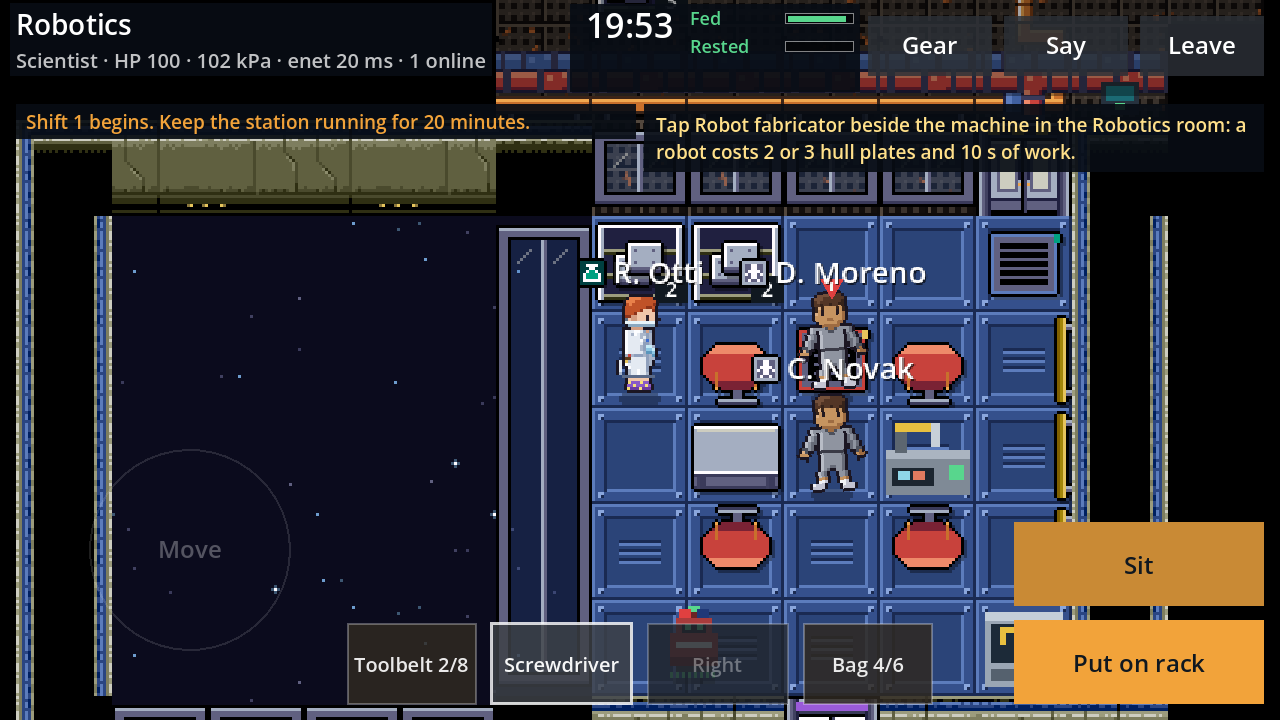 Robotics
Scientist · HP 100 · 102 kPa · enet 20 ms · 1 online
19:53
Fed
Rested
Gear
Say
Leave
Shift 1 begins. Keep the station running for 20 minutes.
Tap Robot fabricator beside the machine in the Robotics room: a
robot costs 2 or 3 hull plates and 10 s of work.
R. Otti
D. Moreno
2
2
C. Novak
Move
Sit
Toolbelt 2/8
Screwdriver
Right
Bag 4/6
Put on rack